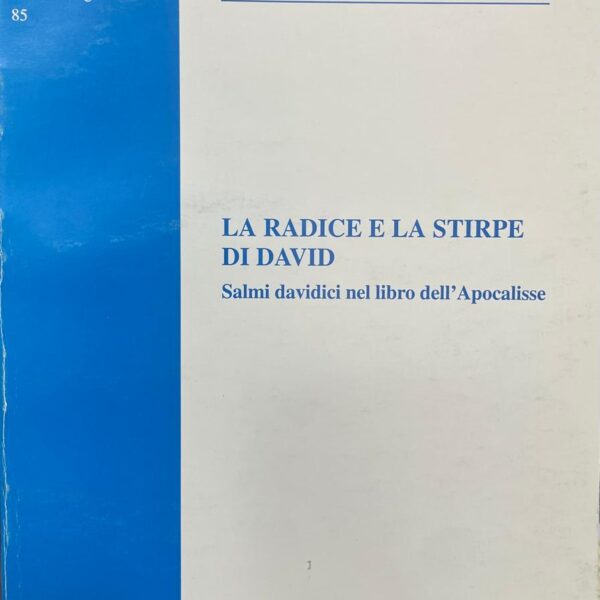 85
LA RADICE E LA STIRPE
DI DAVID
Salmi davidici nel libro dell'Apocalisse